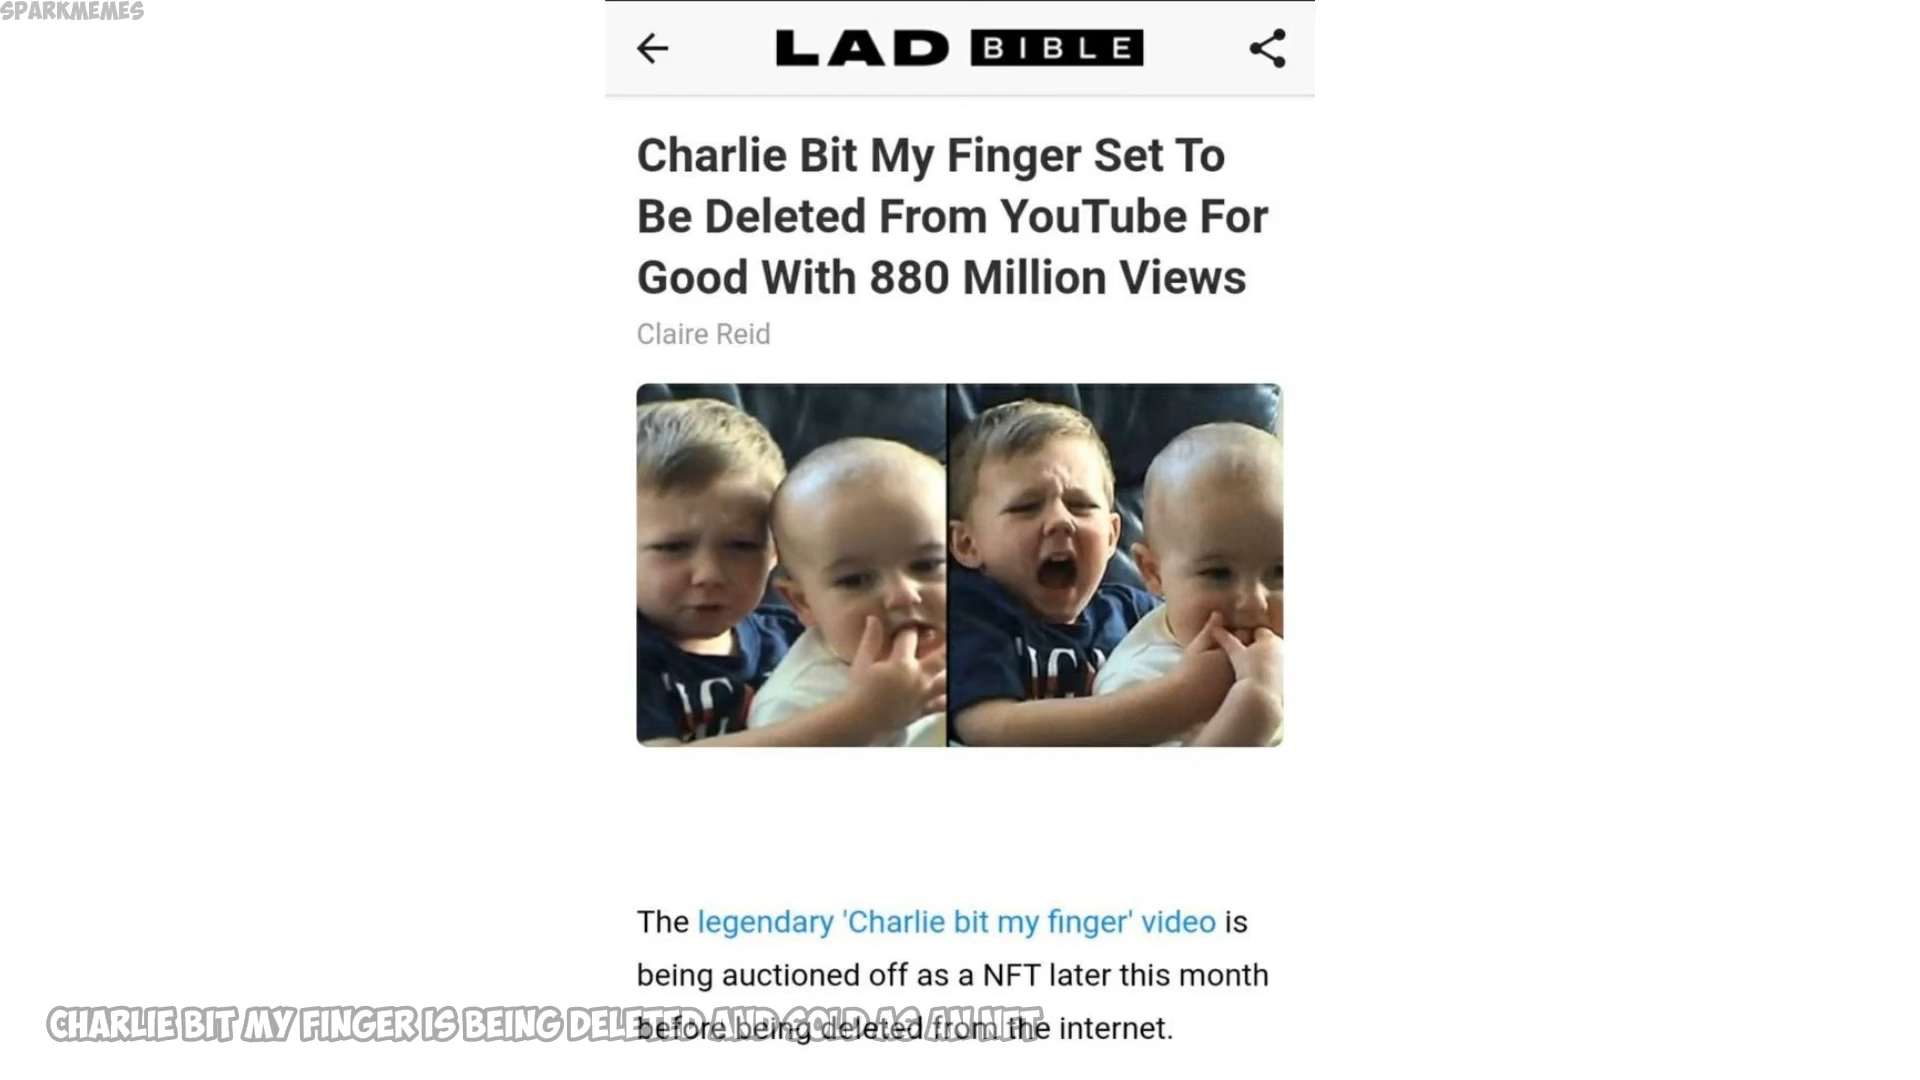 SPARKMEMES
LAD BIBLE
Charlie Bit My Finger Set To
Be Deleted From YouTube For
Good With 880 Million Views
Claire Reid
The legendary 'Charlie bit my finger' video is
being auctioned off as a NFT later this month
before being deleted from the internet.
CHARLIE BIT MY FINGER IS BEING DELETED AND SOLD AS AN NFT